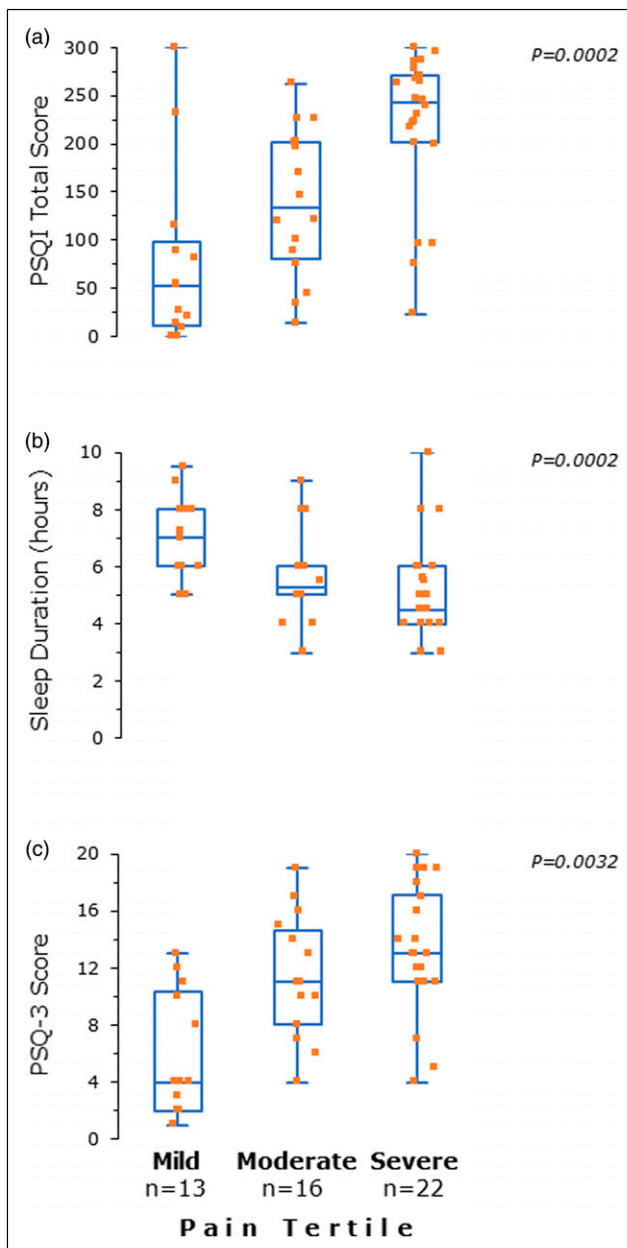 (a)
P=0.0002
PSQI Total Score
300
250
200
150
100
50
0
(b)
P=0.0002
Sleep Duration (hours)
10
8
6
4
2
0
(c)
P=0.0032
PSQ-3 Score
20
16
12
8
4
0
Mild Moderate Severe
n=13 n=16 n=22
Pain Tertile